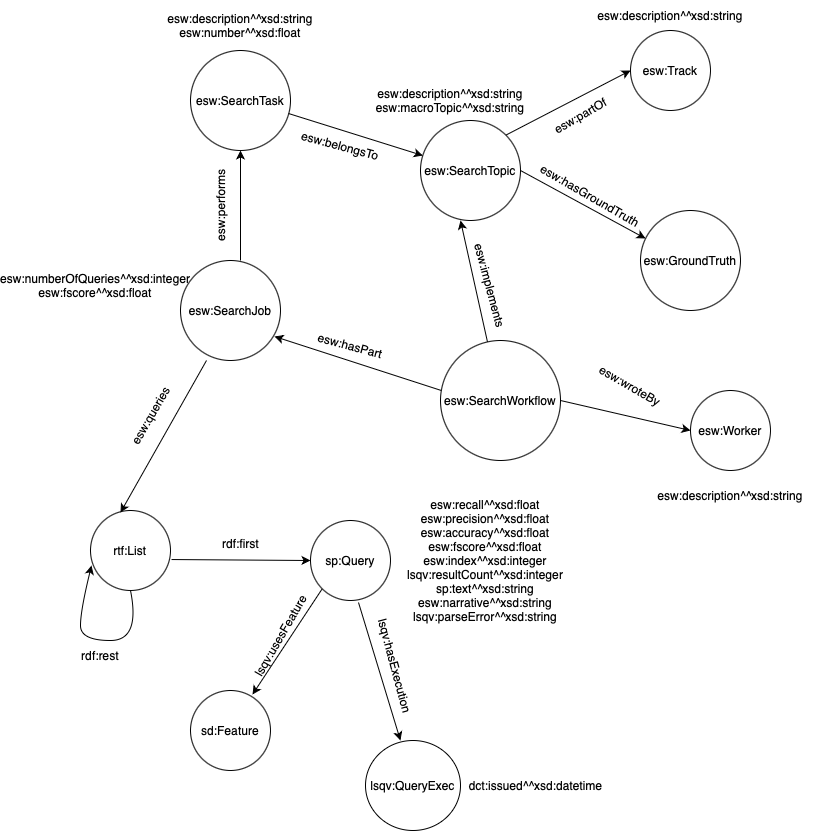 esw:description^^xsd:string
esw:number^^xsd:float
esw:description^^xsd:string
esw:SearchTask
esw:Track
esw:description^^xsd:string
esw:macroTopic^^xsd:string
esw:partOf
esw:belongsTo
esw:SearchTopic
esw:performs
esw:hasGroundTruth
esw:GroundTruth
esw:numberOfQueries^^xsd:integer
esw:fscore^^xsd:float
esw:SearchJob
esw:implements
esw:hasPart
esw:SearchWorkflow
esw:wroteBy
esw:Worker
esw:queries
esw:description^^xsd:string
esw:recall^^xsd:float
esw:precision^^xsd:float
esw:accuracy^^xsd:float
esw:fscore^^xsd:float
esw:index^^xsd:integer
lsqv:resultCount^^xsd:integer
sp:text^^xsd:string
esw:narrative^^xsd:string
lsqv:parseError^^xsd:string
rtf:List
rdf:first
sp:Query
rdf:rest
lsqv:usesFeature
lsqv:hasExecution
sd:Feature
lsqv:QueryExec
dct:issued^^xsd:datetime